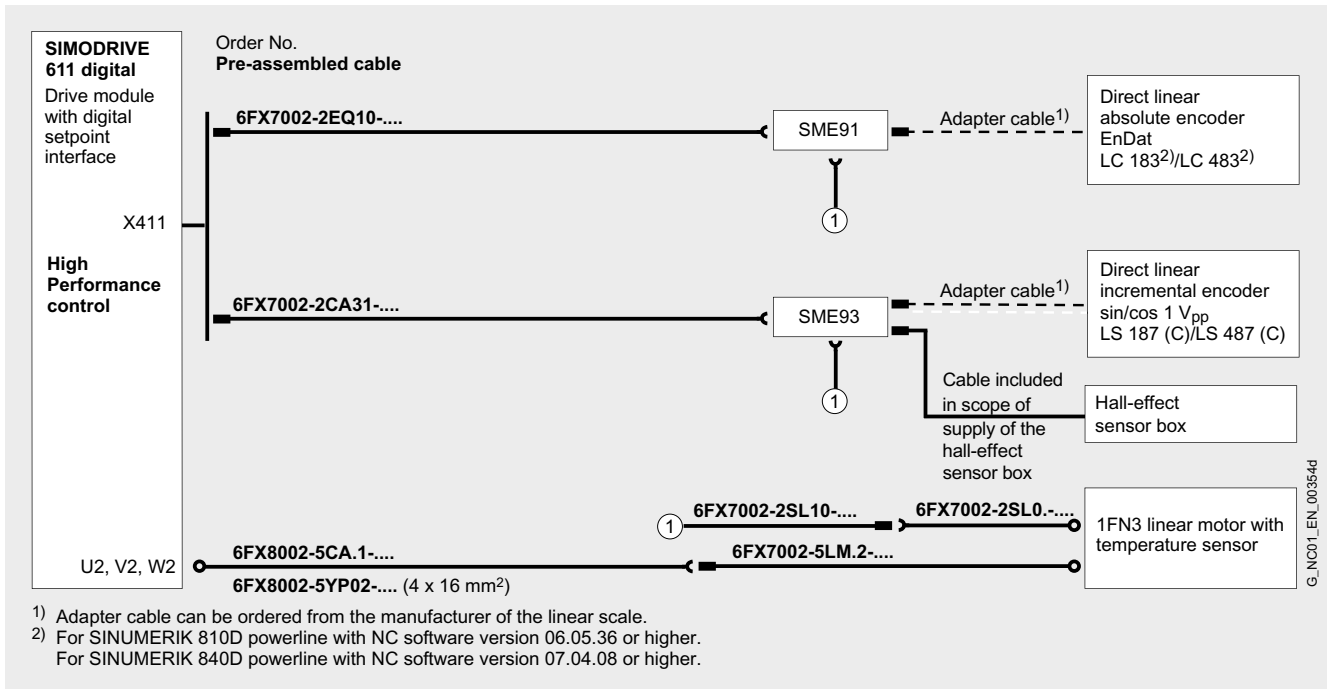 SIMODRIVE
611 digital
Drive module
with digital
setpoint
interface
X411
High
Performance
control
U2, V2, W2
Order No.
Pre-assembled cable
6FX7002-2EQ10-....
SME91
Adapter cable1)
Direct linear
absolute encoder
EnDat
LC 1832)/LC 4832)
1
6FX7002-2CA31-....
SME93
Adapter cable1)
Direct linear
incremental encoder
sin/cos 1 Vpp
LS 187 (C)/LS 487 (C)
1
Cable included
in scope of
supply of the
hall-effect
sensor box
Hall-effect
sensor box
1
6FX7002-2SL10-....
6FX7002-2SL0.-....
1FN3 linear motor with
temperature sensor
6FX8002-5CA.1-....
6FX7002-5LM.2-....
6FX8002-5YP02-.... (4 x 16 mm2)
G_NC01_EN_00354d
1) Adapter cable can be ordered from the manufacturer of the linear scale.
2) For SINUMERIK 810D powerline with NC software version 06.05.36 or higher.
For SINUMERIK 840D powerline with NC software version 07.04.08 or higher.